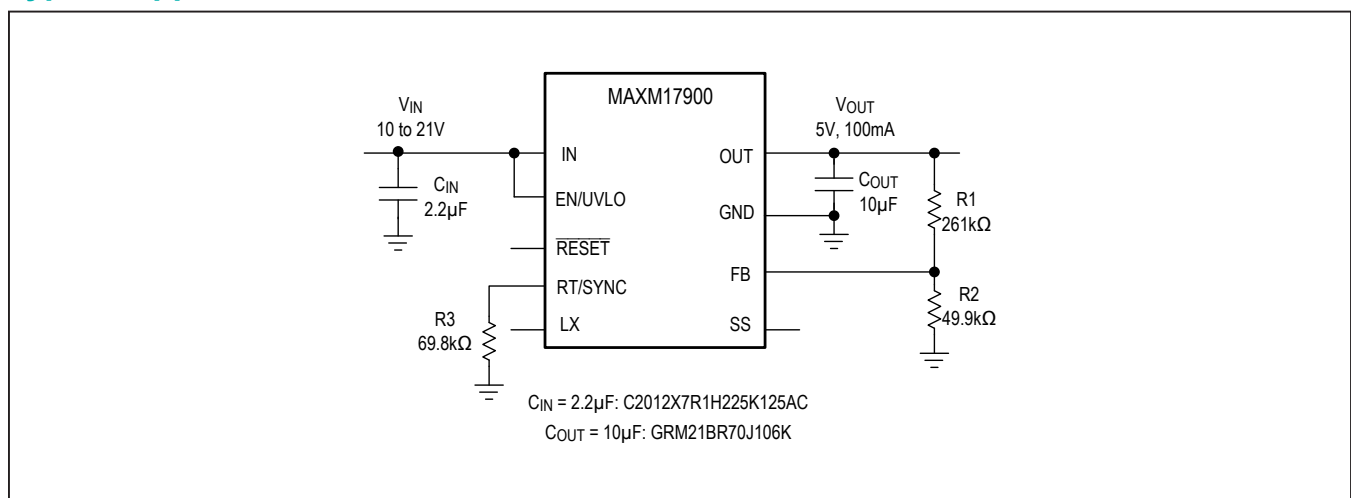 MAXM17900
VIN
10 to 21V
VOUT
5V, 100mA
IN
OUT
CIN
2.2µF
EN/UVLO
GND
COUT
10µF
R1
261kΩ
RESET
FB
RT/SYNC
R2
49.9kΩ
R3
69.8kΩ
LX
SS
CIN = 2.2µF: C2012X7R1H225K125AC
COUT = 10µF: GRM21BR70J106K